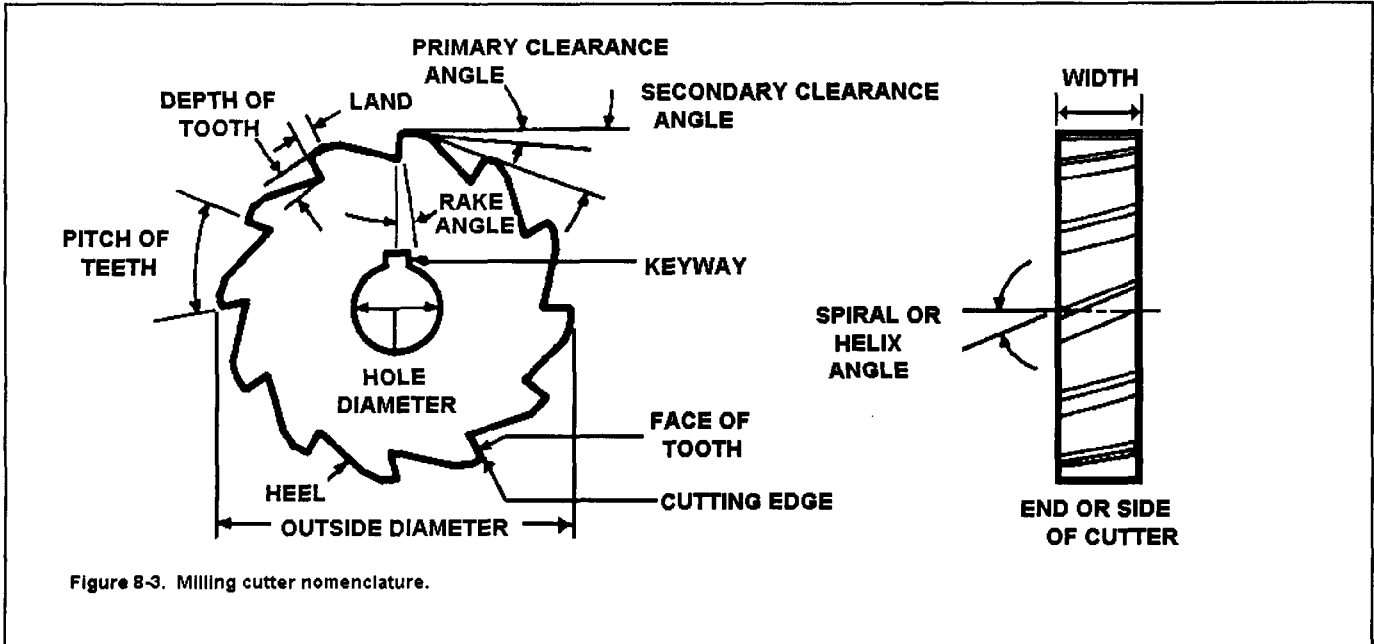 PRIMARY CLEARANCE
ANGLE
DEPTH OF
TOOTH
LAND
SECONDARY CLEARANCE
ANGLE
WIDTH
RAKE
ANGLE
PITCH OF
TEETH
KEYWAY
SPIRAL OR
HELIX
ANGLE
HOLE
DIAMETER
FACE OF
TOOTH
HEEL
CUTTING EDGE
OUTSIDE DIAMETER
END OR SIDE
OF CUTTER
Figure 8-3. Milling cutter nomenclature.